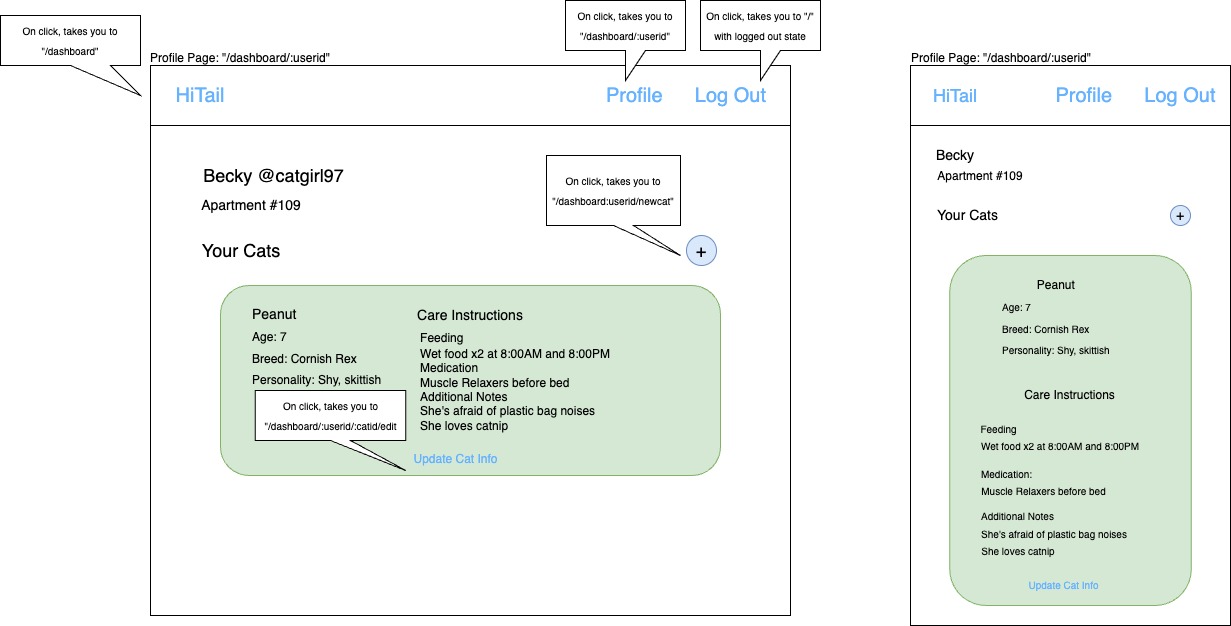 On click, takes you to
"/dashboard"
On click, takes you to
"/dashboard/:userid"
On click, takes you to "/"
with logged out state
Profile Page: "/dashboard/:userid"
HiTail
Profile
Log Out
Becky @catgirl97
Apartment #109
On click, takes you to
"/dashboard:userid/newcat"
Your Cats
+
Peanut
Age: 7
Breed: Cornish Rex
Personality: Shy, skittish
On click, takes you to
"/dashboard/:userid/:catid/edit
Care Instructions
Feeding
Wet food x2 at 8:00AM and 8:00PM
Medication
Muscle Relaxers before bed
Additional Notes
She's afraid of plastic bag noises
She loves catnip
Update Cat Info
Profile Page: "/dashboard/:userid"
HiTail
Profile
Log Out
Becky
Apartment #109
Your Cats
+
Peanut
Age: 7
Breed: Cornish Rex
Personality: Shy, skittish
Care Instructions
Feeding
Wet food x2 at 8:00AM and 8:00PM
Medication:
Muscle Relaxers before bed
Additional Notes
She's afraid of plastic bag noises
She loves catnip
Update Cat Info